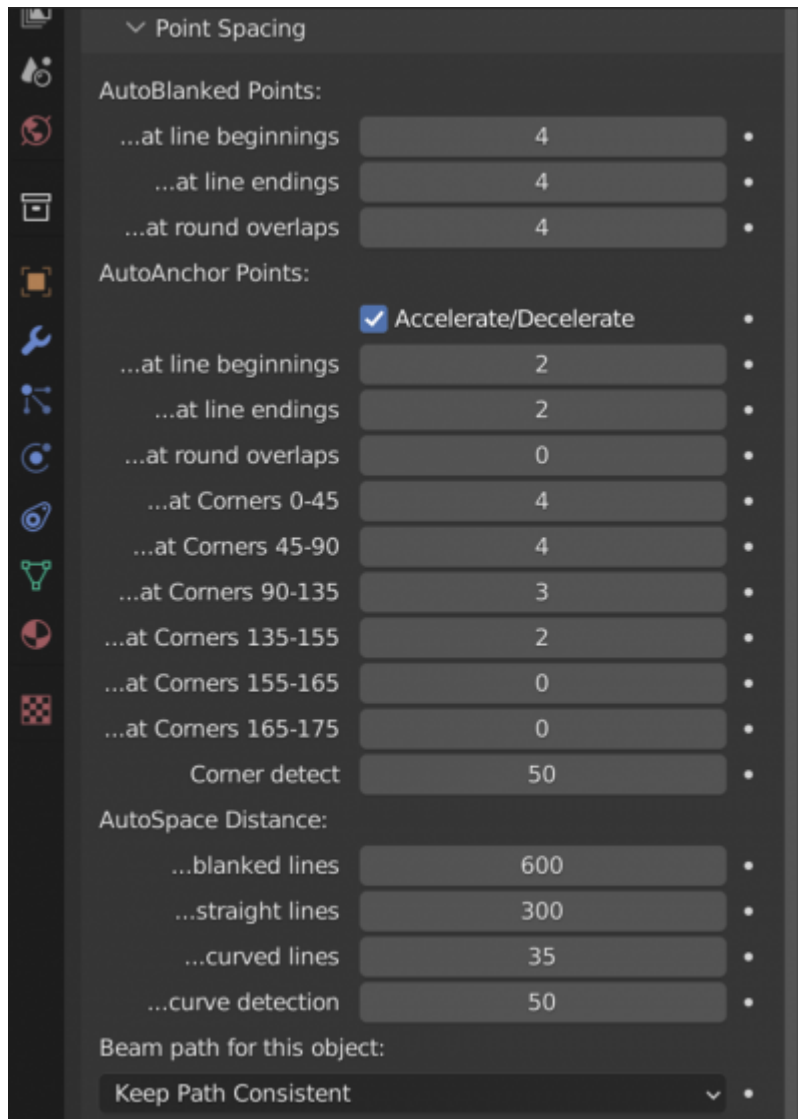 Point Spacing
AutoBlanked Points:
...at line beginnings 4
...at line endings 4
...at round overlaps 4
AutoAnchor Points:
Accelerate/Decelerate
...at line beginnings 2
...at line endings 2
...at round overlaps 0
...at Corners 0-45 4
...at Corners 45-90 4
...at Corners 90-135 3
...at Corners 135-155 2
...at Corners 155-165 0
...at Corners 165-175 0
Corner detect 50
AutoSpace Distance:
...blanked lines 600
...straight lines 300
...curved lines 35
...curve detection 50
Beam path for this object:
Keep Path Consistent